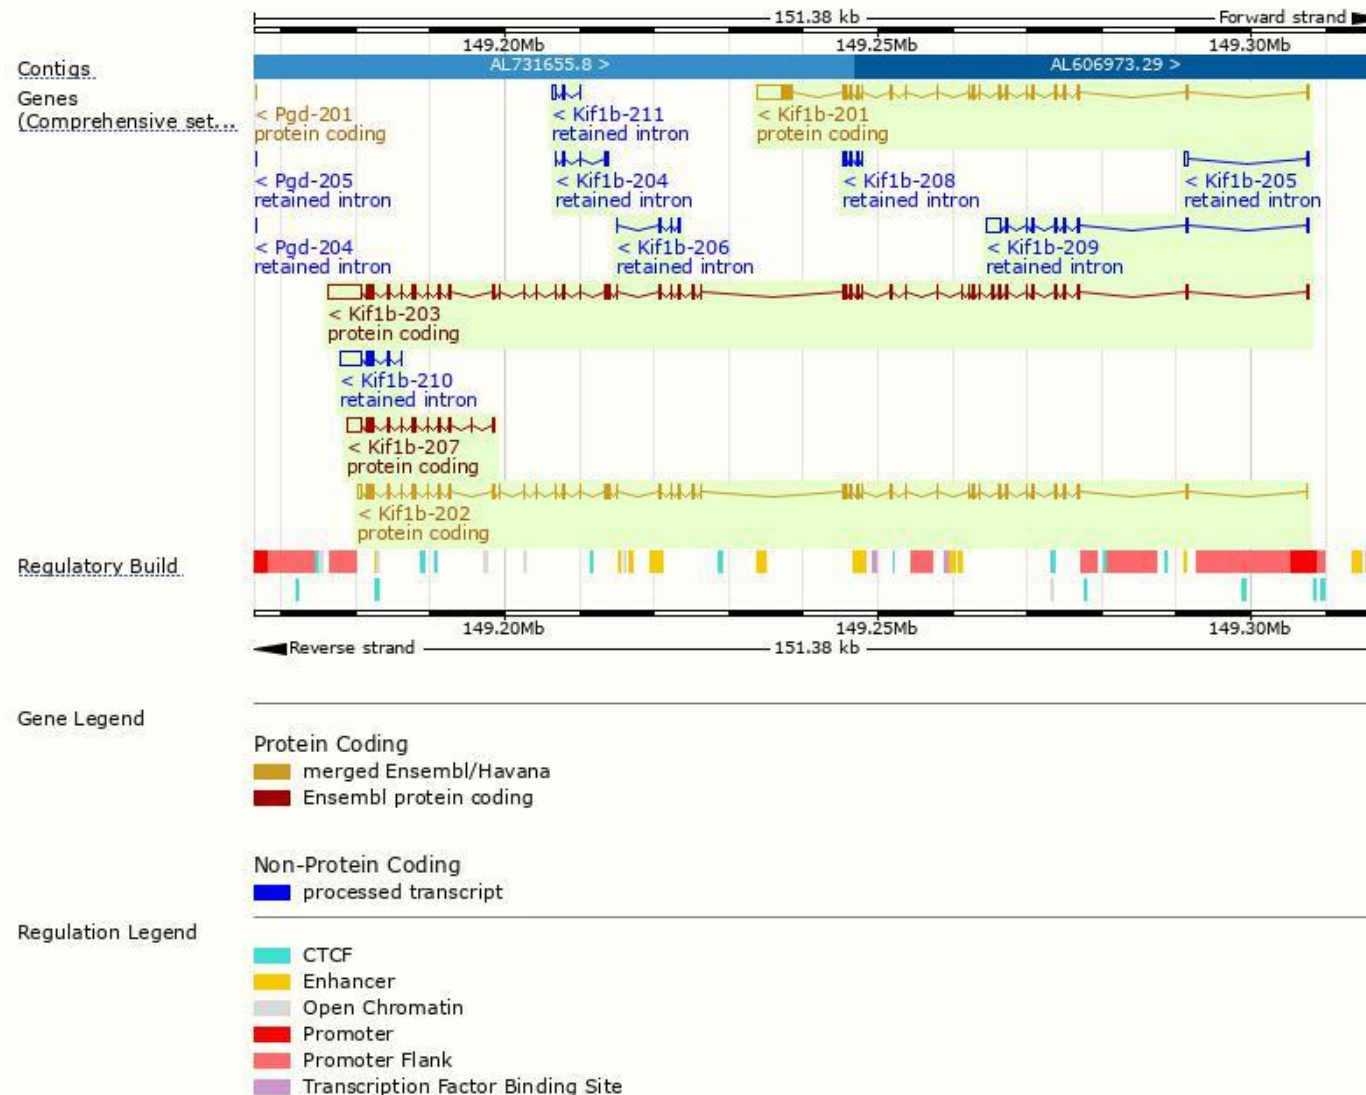 151.38 kb Forward strand
149.20Mb 149.25Mb 149.30Mb
Contigs AL731655.8 > AL606973.29 >
Genes
(Comprehensive set...
< Pgd-201 < Kif1b-211 < Kif1b-201
protein coding retained intron protein coding
< Pgd-205 < Kif1b-204 < Kif1b-208 < Kif1b-205
retained intron retained intron retained intron retained intron
< Pgd-204 < Kif1b-206 < Kif1b-209
retained intron retained intron retained intron
< Kif1b-203
protein coding
< Kif1b-210
retained intron
< Kif1b-207
protein coding
< Kif1b-202
protein coding
Regulatory Build
149.20Mb 149.25Mb 149.30Mb
Reverse strand 151.38 kb
Gene Legend
Protein Coding
merged Ensembl/Havana
Ensembl protein coding
Non-Protein Coding
processed transcript
Regulation Legend
CTCF
Enhancer
Open Chromatin
Promoter
Promoter Flank
Transcription Factor Binding Site